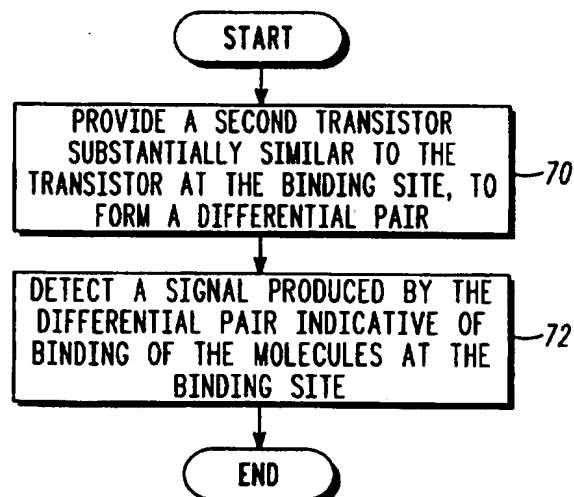 START
PROVIDE A SECOND TRANSISTOR
SUBSTANTIALLY SIMILAR TO THE
TRANSISTOR AT THE BINDING SITE, TO
FORM A DIFFERENTIAL PAIR
70
DETECT A SIGNAL PRODUCED BY THE
DIFFERENTIAL PAIR INDICATIVE OF
BINDING OF THE MOLECULES AT THE
BINDING SITE
72
END